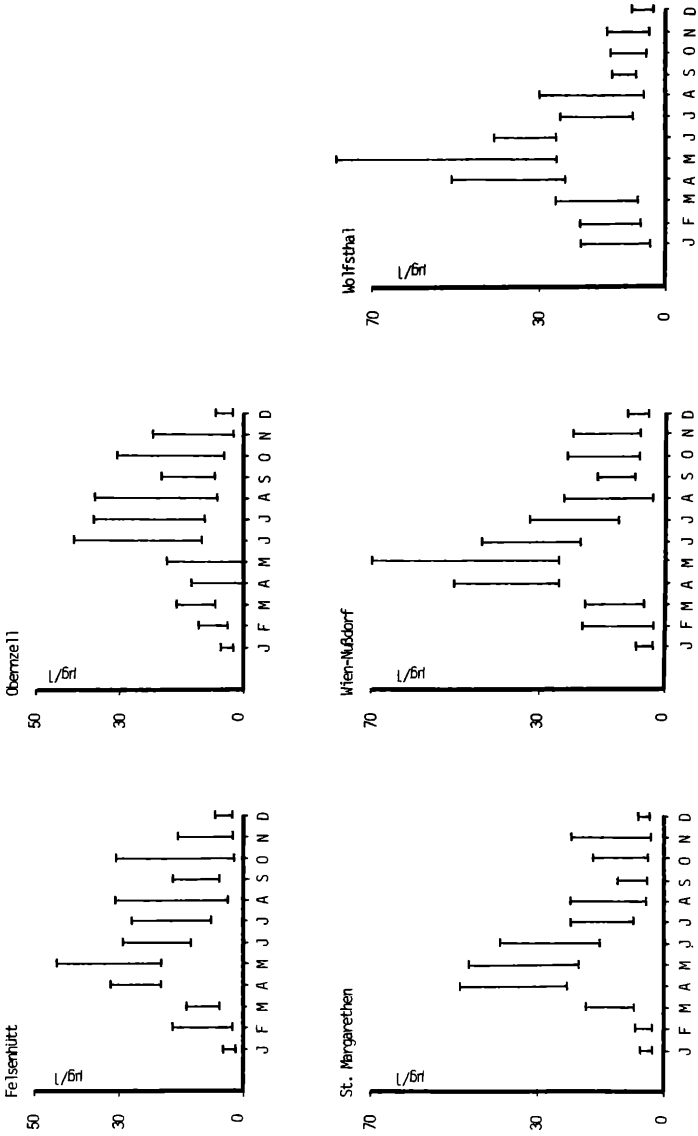 Felsenhütt
50
30
0
µg/l
J F M A M J J A S O N D
Obernzell
50
30
0
µg/l
J F M A M J J A S O N D
St. Margarethen
70
30
0
µg/l
J F M A M J J A S O N D
Wien-Nußdorf
70
30
0
µg/l
J F M A M J J A S O N D
Wolfsthal
70
30
0
µg/l
J F M A M J J A S O N D